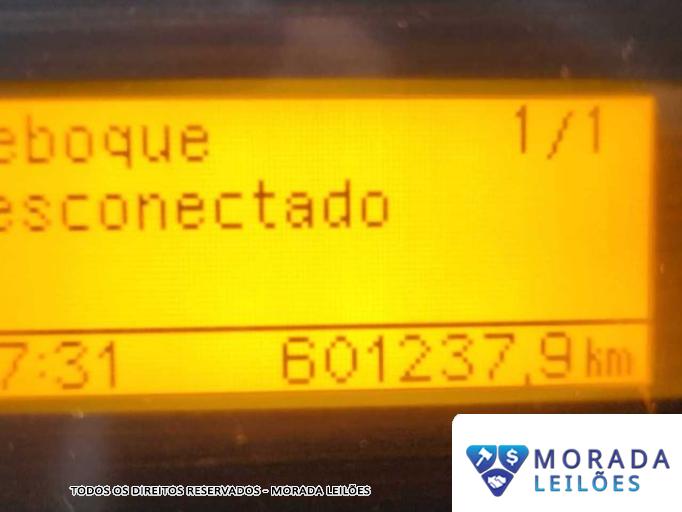 eboque 1/1
esconectado
7:31 601237,9 km
MORADA
LEILÕES
TODOS OS DIREITOS RESERVADOS - MORADA LEILÕES